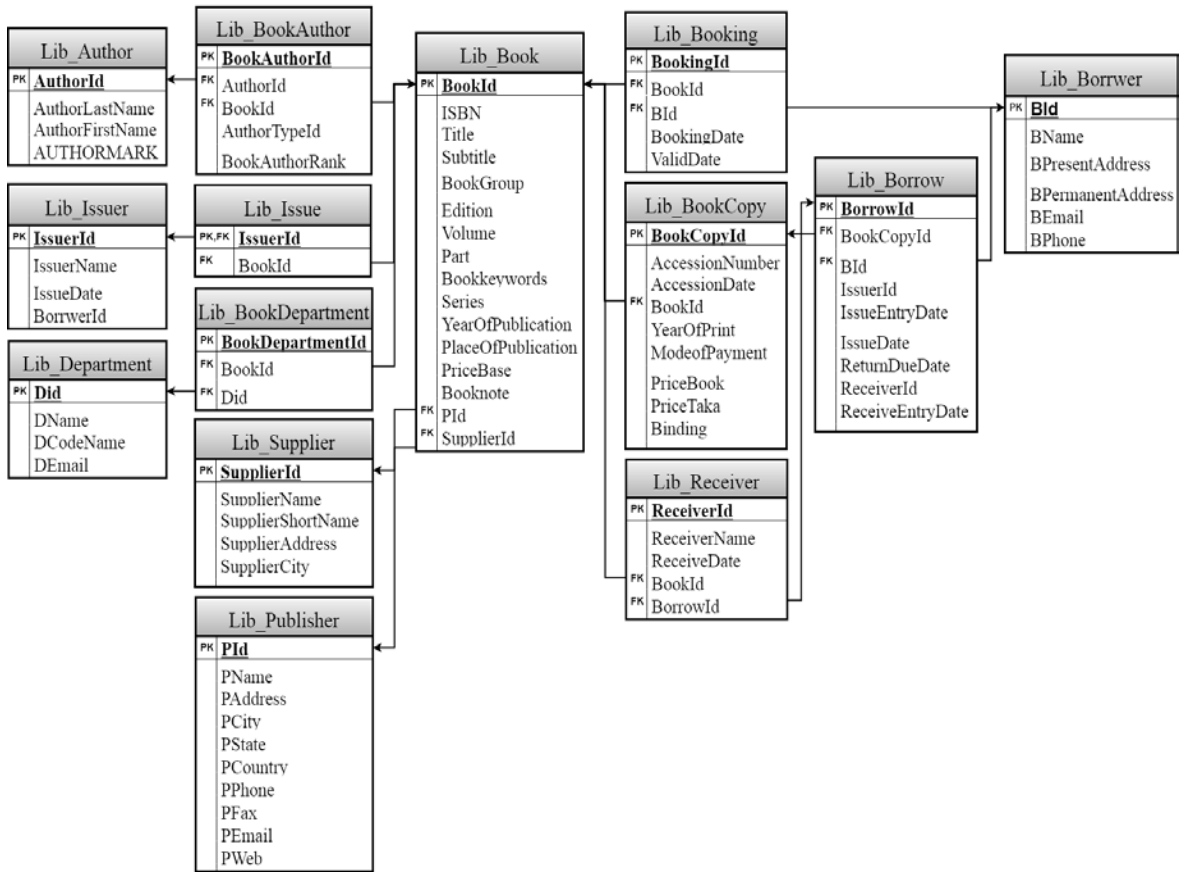 Lib_Author
PK AuthorId
AuthorLastName
AuthorFirstName
AUTHORMARK
Lib_BookAuthor
PK BookAuthorId
FK AuthorId
FK BookId
AuthorTypeId
BookAuthorRank
Lib_Issuer
PK IssuerId
IssuerName
IssueDate
BorrwerId
Lib_Issue
PK,FK IssuerId
FK BookId
Lib_Department
PK Did
DName
DCodeName
DEmail
Lib_BookDepartment
PK BookDepartmentId
FK BookId
FK Did
Lib_Supplier
PK SupplierId
SupplierName
SupplierShortName
SupplierAddress
SupplierCity
Lib_Publisher
PK PId
PName
PAddress
PCity
PState
PCountry
PPhone
PFax
PEmail
PWeb
Lib_Book
PK BookId
ISBN
Title
Subtitle
BookGroup
Edition
Volume
Part
Bookkeywords
Series
YearOfPublication
PlaceOfPublication
PriceBase
Booknote
FK PId
FK SupplierId
Lib_Booking
PK BookingId
FK BookId
FK BId
BookingDate
ValidDate
Lib_BookCopy
PK BookCopyId
AccessionNumber
AccessionDate
FK BookId
YearOfPrint
ModeofPayment
PriceBook
PriceTaka
Binding
Lib_Receiver
PK ReceiverId
ReceiverName
ReceiveDate
FK BookId
FK BorrowId
Lib_Borrow
PK BorrowId
FK BookCopyId
FK BId
IssuerId
IssueEntryDate
IssueDate
ReturnDueDate
ReceiverId
ReceiveEntryDate
Lib_Borrwer
PK BId
BName
BPresentAddress
BPermanentAddress
BEmail
BPhone